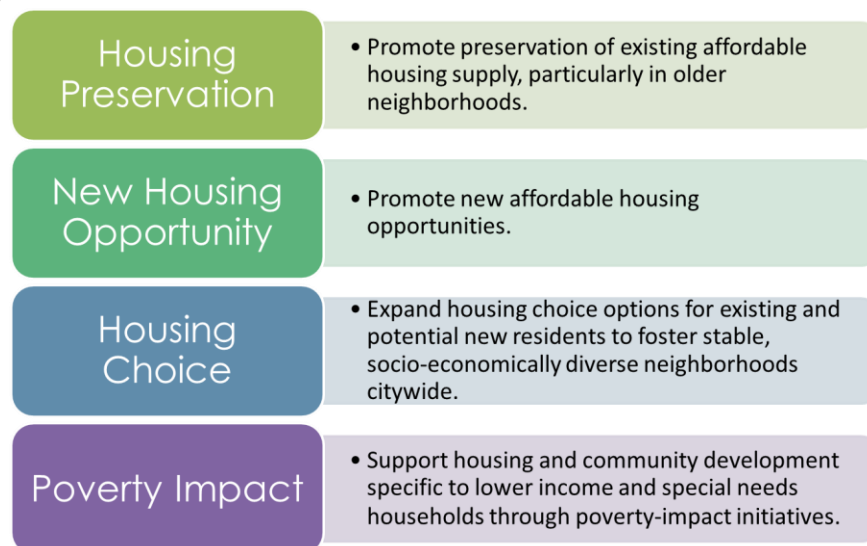 Housing
Preservation
• Promote preservation of existing affordable
housing supply, particularly in older
neighborhoods.
New Housing
Opportunity
• Promote new affordable housing
opportunities.
Housing
Choice
• Expand housing choice options for existing and
potential new residents to foster stable,
socio-economically diverse neighborhoods
citywide.
Poverty Impact
• Support housing and community development
specific to lower income and special needs
households through poverty-impact initiatives.